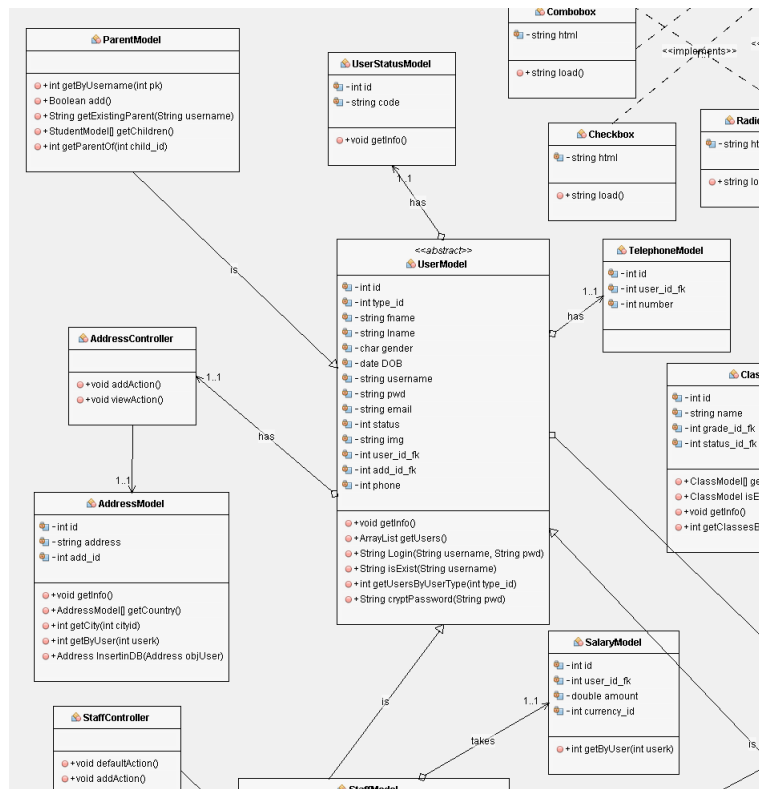 ParentModel
+int getByUsername(int pk)
+Boolean add()
+String getExistingParent(String username)
+StudentModel[] getChildren()
+int getParentOf(int child_id)
UserStatusModel
-int id
-string code
+void getInfo()
Combobox
-string html
+string load()
<<implements>>
1..1
Checkbox
-string html
+string load()
-string
1..1
has
is
<<abstract>>
UserModel
-int id
-int type_id
-string fname
-string lname
-char gender
-date DOB
-string username
-string pwd
-string email
-int status
-string img
-int user_id_fk
-int add_id_fk
-int phone
+void getInfo()
+ArrayList getUsers()
+String Login(String username, String pwd)
+String isExist(String username)
+int getUsersByUserType(int type_id)
+String cryptPassword(String pwd)
TelephoneModel
-int id
-int user_id_fk
-int number
1..1
has
AddressController
+void addAction()
+void viewAction()
1..1
has
1..1
AddressModel
-int id
-string address
-int add_id
+void getInfo()
+AddressModel[] getCountry()
+int getCity(int cityid)
+int getByUser(int userk)
+Address InsertinDB(Address objUser)
-int id
-string name
-int grade_id_fk
-int status_id_fk
+ClassModel[]
+ClassModel
+void getInfo()
+int
SalaryModel
-int id
-int user_id_fk
-double amount
-int currency_id
+int getByUser(int userk)
1..1
takes
is
is
StaffController
+void defaultAction()
+void addAction()
StaffModel